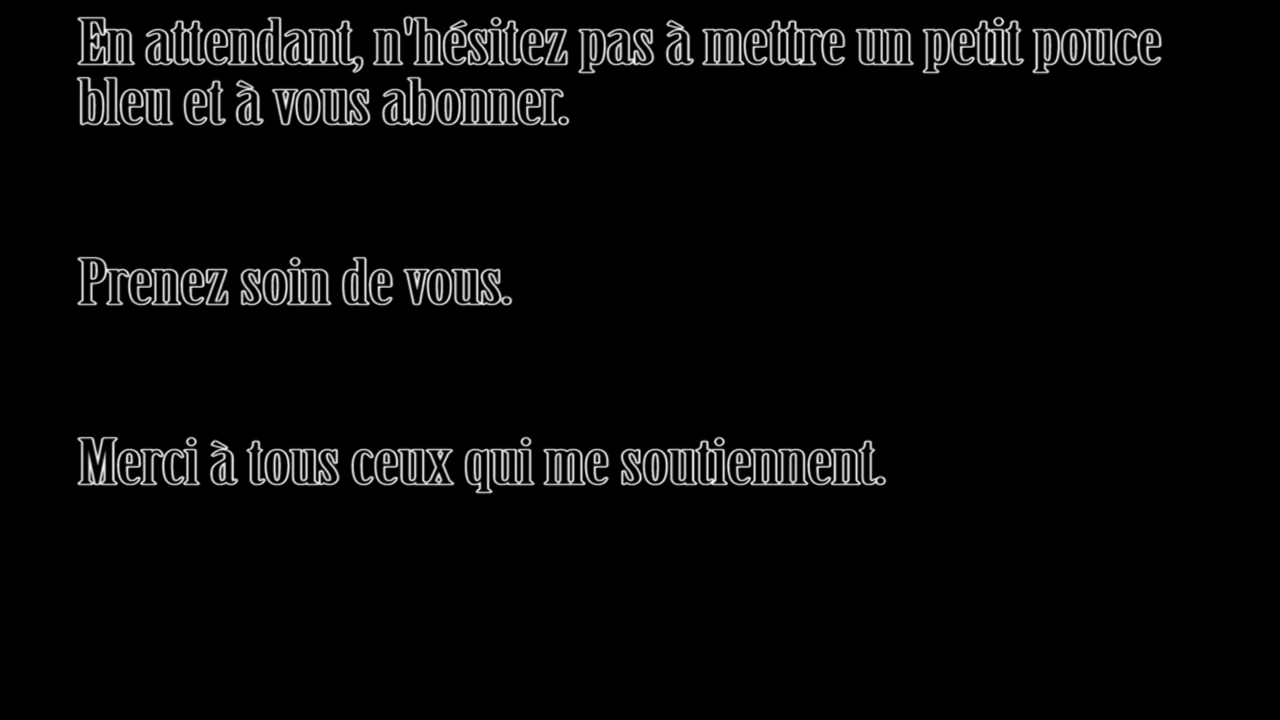 En attendant, n'hésitez pas à mettre un petit pouce
bleu et à vous abonner.
Prenez soin de vous.
Merci à tous ceux qui me soutiennent.